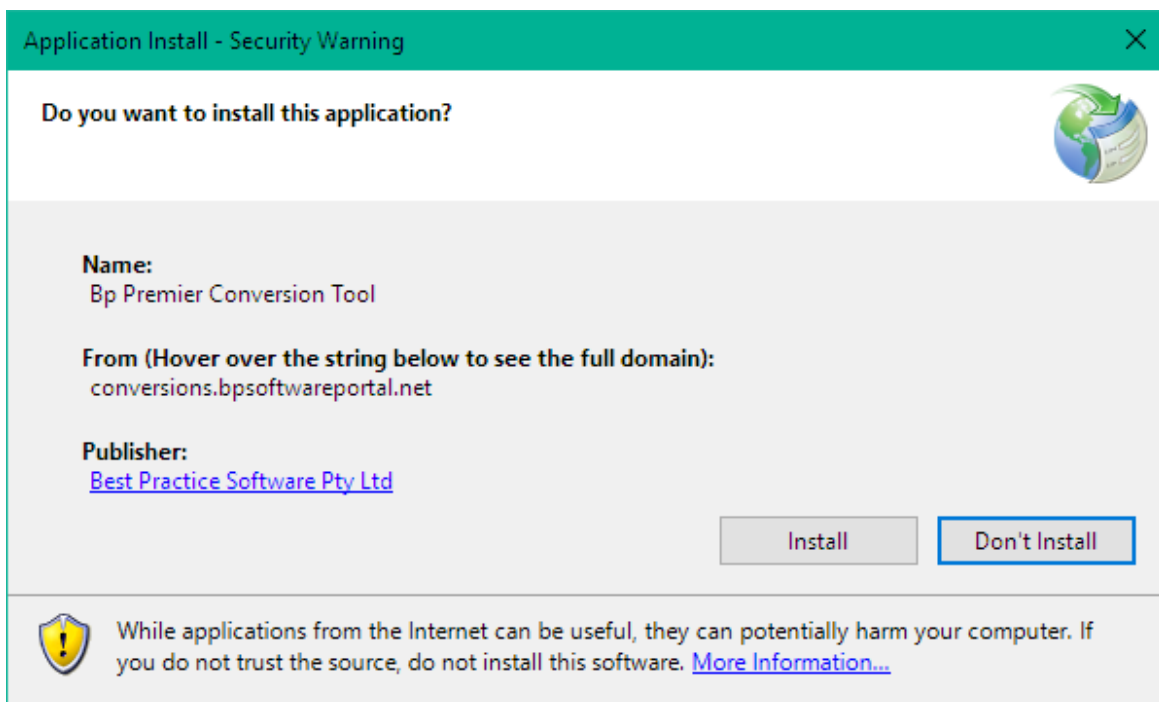 Application Install - Security Warning
Do you want to install this application?
Name:
Bp Premier Conversion Tool
From (Hover over the string below to see the full domain):
conversions.bpsoftwareportal.net
Publisher:
Best Practice Software Pty Ltd
Install
Don't Install
While applications from the Internet can be useful, they can potentially harm your computer. If
you do not trust the source, do not install this software. More Information...